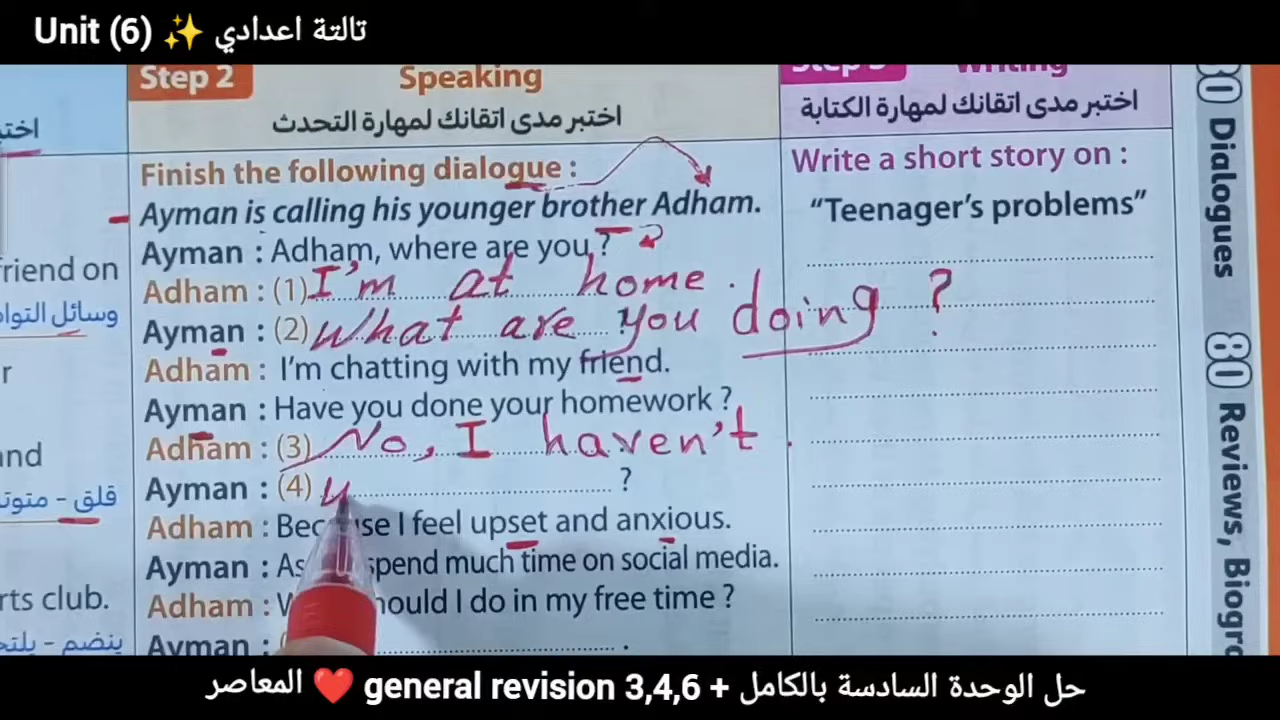 Unit (6) ✨ تالتة اعدادي
Step 2 Speaking
اختبر مدى اتقانك لمهارة التحدث
Finish the following dialogue :
Ayman is calling his younger brother Adham.
Ayman : Adham, where are you ?
Adham : (1) I'm at home .
Ayman : (2) What are you doing ?
Adham : I'm chatting with my friend.
Ayman : Have you done your homework ?
Adham : (3) No, I haven't .
Ayman : (4) ?
Adham : Because I feel upset and anxious.
Ayman : spend much time on social media.
Adham : should I do in my free time ?
Ayman : .
Step 3 Writing
اختبر مدى اتقانك لمهارة الكتابة
Write a short story on :
“Teenager's problems”
friend on
and
قلق - متوتر
rts club.
80 Dialogues
80 Reviews,
حل الوحدة السادسة بالكامل + general revision 3,4,6 ❤️ المعاصر